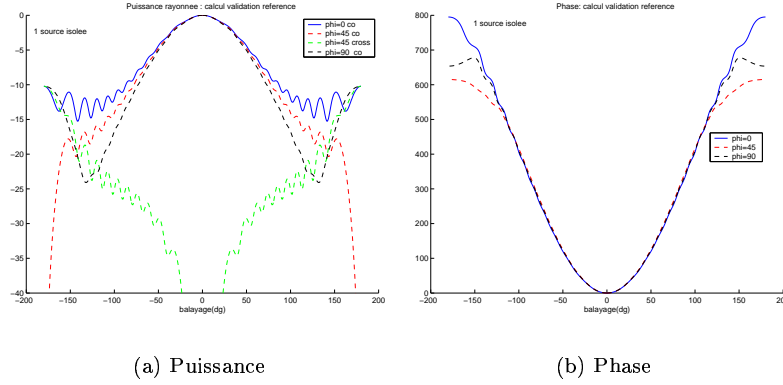 Puissance rayonnee : calcul validation reference
1 source isolee
phi=0 co
phi=45 co
phi=45 cross
phi=90 co
0
−5
−10
−15
−20
−25
−30
−35
−40
−200 −150 −100 −50 0 50 100 150 200
balayage(dg)
(a) Puissance
Phase: calcul validation reference
1 source isolee
phi=0
phi=45
phi=90
800
700
600
500
400
300
200
100
0
−200 −150 −100 −50 0 50 100 150 200
balayage(dg)
(b) Phase